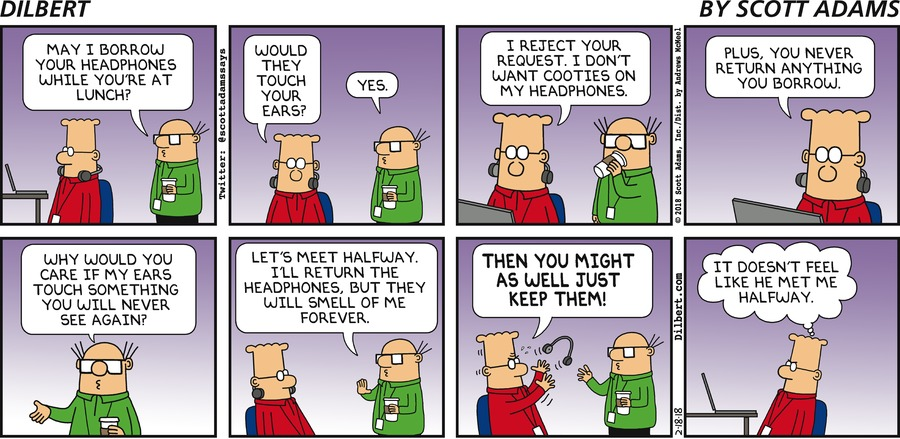 DILBERT
BY SCOTT ADAMS
MAY I BORROW
YOUR HEADPHONES
WHILE YOU'RE AT
LUNCH?
Twitter: @scottadamssays
WOULD
THEY
TOUCH
YOUR
EARS?
YES.
I REJECT YOUR
REQUEST. I DON'T
WANT COOTIES ON
MY HEADPHONES.
© 2018 Scott Adams, Inc./Dist. by Andrews McMeel
PLUS, YOU NEVER
RETURN ANYTHING
YOU BORROW.
WHY WOULD YOU
CARE IF MY EARS
TOUCH SOMETHING
YOU WILL NEVER
SEE AGAIN?
LET'S MEET HALFWAY.
I'LL RETURN THE
HEADPHONES, BUT THEY
WILL SMELL OF ME
FOREVER.
THEN YOU MIGHT
AS WELL JUST
KEEP THEM!
2-18-18
Dilbert.com
IT DOESN'T FEEL
LIKE HE MET ME
HALFWAY.